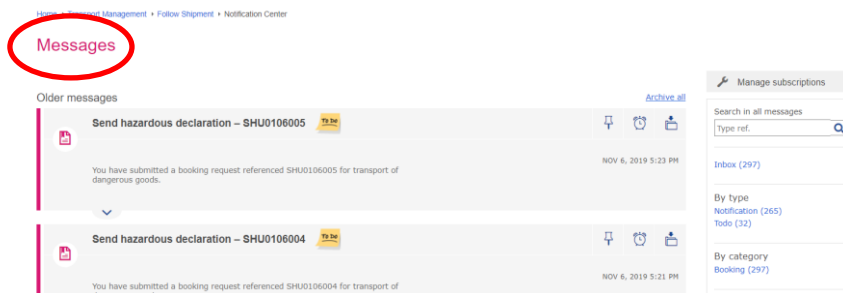 Home ▸ Transport Management ▸ Follow Shipment ▸ Notification Center
Messages
Older messages
Archive all
Send hazardous declaration – SHU0106005
To Do
You have submitted a booking request referenced SHU0106005 for transport of
dangerous goods.
NOV 6, 2019 5:23 PM
Send hazardous declaration – SHU0106004
To Do
You have submitted a booking request referenced SHU0106004 for transport of
NOV 6, 2019 5:21 PM
Manage subscriptions
Search in all messages
Type ref.
Inbox (297)
By type
Notification (265)
Todo (32)
By category
Booking (297)